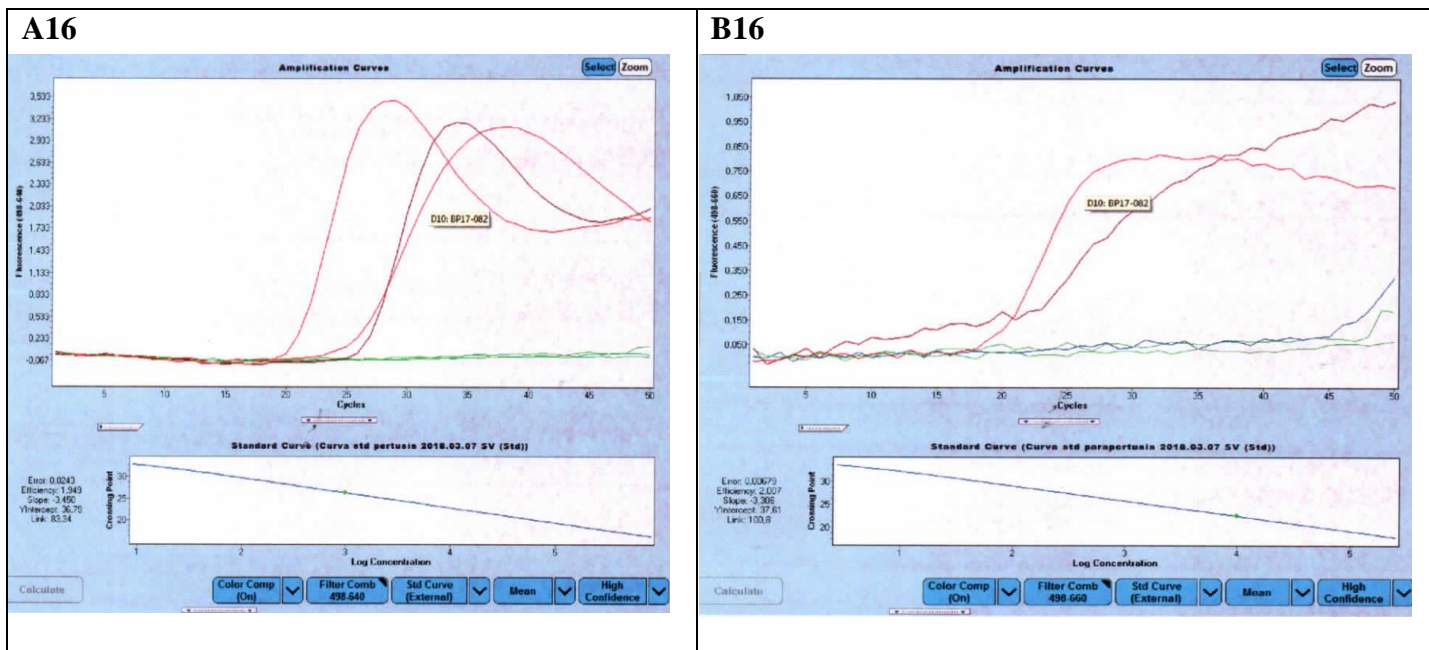 A16
Amplification Curves
Select Zoom
3,533
3,233
2,933
2,633
2,333
2,033
1,733
1,433
1,133
0,833
0,533
0,233
-0,067
Fluorescence (498-640)
D10: BP17-082
5 10 15 20 25 30 35 40 45 50
Cycles
Standard Curve (Curva std pertusis 2018.03.07 SV (Std))
Error: 0,0243
Efficiency: 1,949
Slope: -3,450
YIntercept: 36,79
Link: 83,34
Crossing Point
30
25
20
1 2 3 4 5
Log Concentration
Calculate
Color Comp (On)
Filter Comb 498-640
Std Curve (External)
Mean
High Confidence
B16
Amplification Curves
Select Zoom
1,050
0,950
0,850
0,750
0,650
0,550
0,450
0,350
0,250
0,150
0,050
Fluorescence (498-660)
D10: BP17-082
5 10 15 20 25 30 35 40 45 50
Cycles
Standard Curve (Curva std parapertusis 2018.03.07 SV (Std))
Error: 0,00679
Efficiency: 2,007
Slope: -3,306
YIntercept: 37,61
Link: 100,8
Crossing Point
30
25
20
1 2 3 4 5
Log Concentration
Calculate
Color Comp (On)
Filter Comb 498-660
Std Curve (External)
Mean
High Confidence